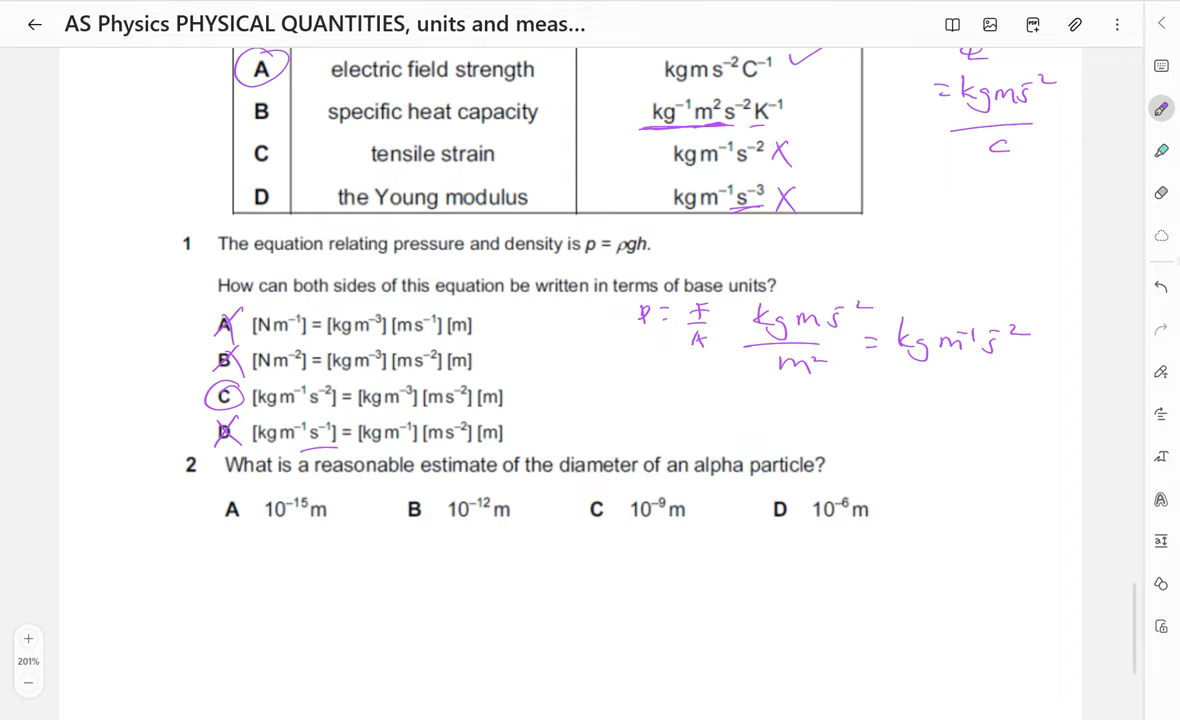 AS Physics PHYSICAL QUANTITIES, units and meas...
A electric field strength kg m s⁻² C⁻¹ ✓
= kg m s⁻²
C
B specific heat capacity kg⁻¹ m² s⁻² K⁻¹
C tensile strain kg m⁻¹ s⁻² X
D the Young modulus kg m⁻¹ s⁻³ X
1 The equation relating pressure and density is p = ρgh.
How can both sides of this equation be written in terms of base units?
P = F/A kg m s⁻²/m² = kg m⁻¹ s⁻²
A [N m⁻¹] = [kg m⁻³] [m s⁻¹] [m]
B [N m⁻²] = [kg m⁻³] [m s⁻²] [m]
C [kg m⁻¹ s⁻²] = [kg m⁻³] [m s⁻²] [m]
D [kg m⁻¹ s⁻¹] = [kg m⁻¹] [m s⁻²] [m]
2 What is a reasonable estimate of the diameter of an alpha particle?
A 10⁻¹⁵ m B 10⁻¹² m C 10⁻⁹ m D 10⁻⁶ m
201%